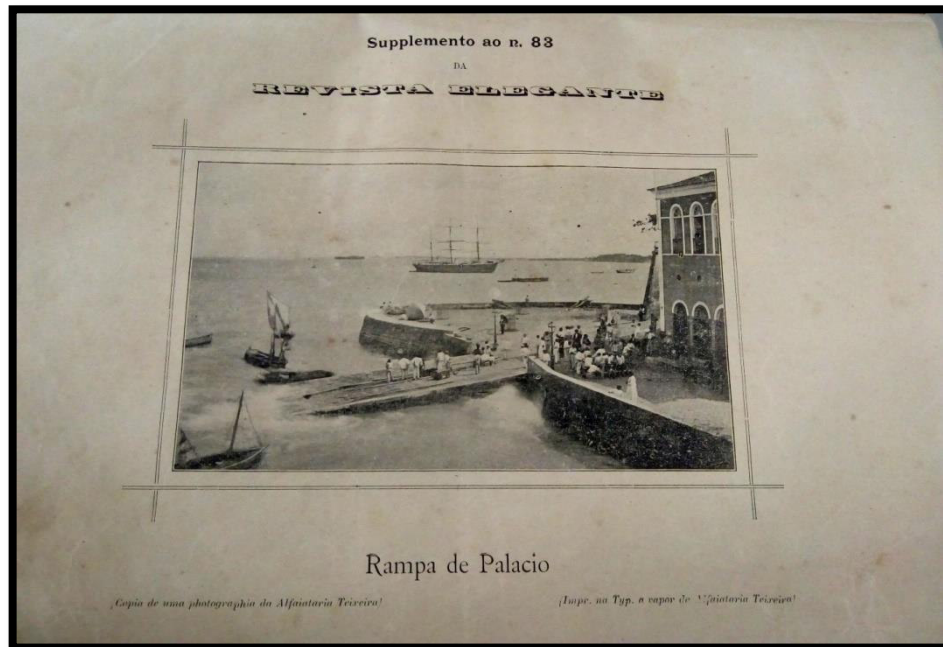 Supplemento ao n. 83
DA
REVISTA ELEGANTE
Rampa de Palacio
(Copia de uma photographia da Alfaiataria Teixeira)
(Impr. na Typ. a vapor de Alfaiataria Teixeira)